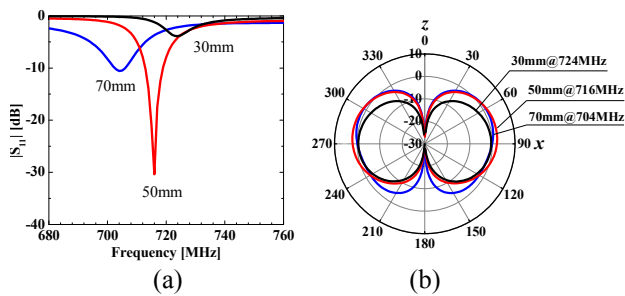 0
-10
-20
-30
-40
|S11| [dB]
680
700
720
740
760
Frequency [MHz]
30mm
70mm
50mm
(a)
z
10
0
-10
-20
-30
0
30
60
90
120
150
180
210
240
270
300
330
x
30mm@724MHz
50mm@716MHz
70mm@704MHz
(b)